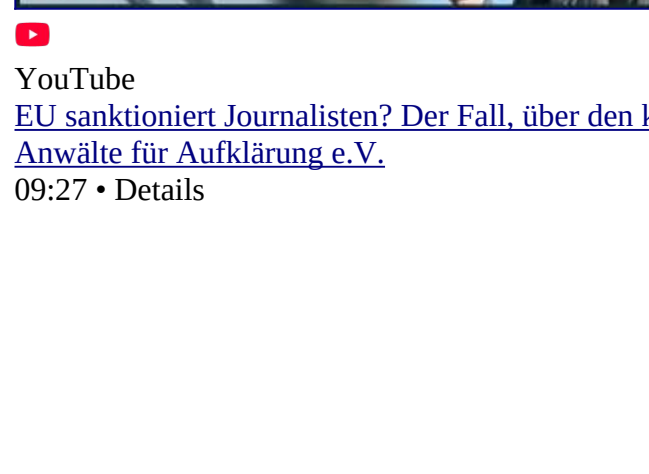 YouTube
EU sanktioniert Journalisten? Der Fall, über den
Anwälte für Aufklärung e.V.
09:27 • Details